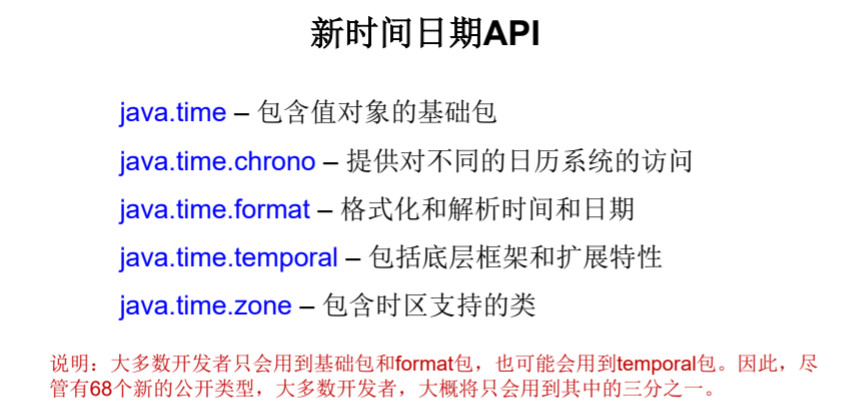 新时间日期API
java.time – 包含值对象的基础包
java.time.chrono – 提供对不同的日历系统的访问
java.time.format – 格式化和解析时间和日期
java.time.temporal – 包括底层框架和扩展特性
java.time.zone – 包含时区支持的类
说明：大多数开发者只会用到基础包和format包，也可能会用到temporal包。因此，尽
管有68个新的公开类型，大多数开发者，大概将只会用到其中的三分之一。